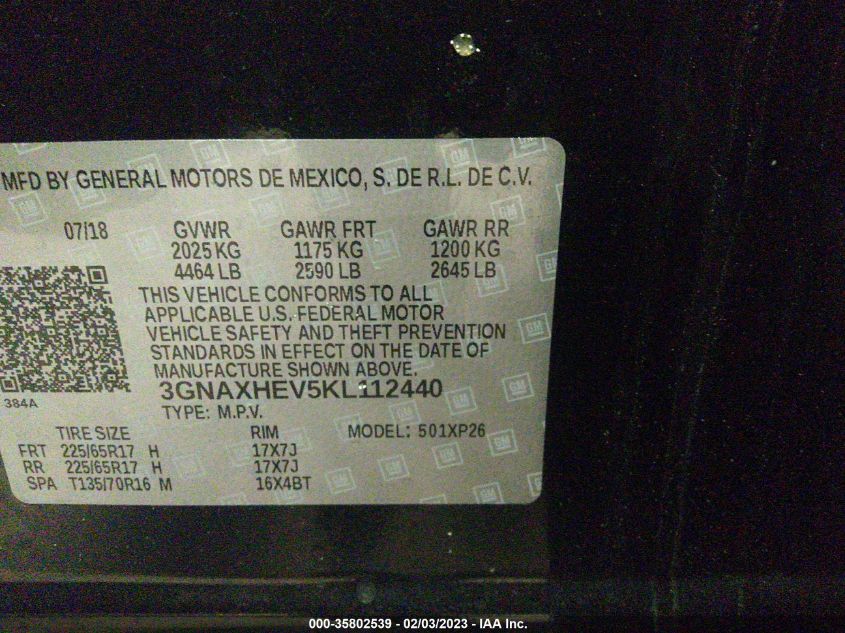 MFD BY GENERAL MOTORS DE MEXICO, S. DE R.L. DE C.V.
07/18 GVWR GAWR FRT GAWR RR
2025 KG 1175 KG 1200 KG
4464 LB 2590 LB 2645 LB
THIS VEHICLE CONFORMS TO ALL
APPLICABLE U.S. FEDERAL MOTOR
VEHICLE SAFETY AND THEFT PREVENTION
STANDARDS IN EFFECT ON THE DATE OF
MANUFACTURE SHOWN ABOVE.
3GNAXHEV5KL112440
384A
TYPE: M.P.V.
TIRE SIZE RIM MODEL: 501XP26
FRT 225/65R17 H 17X7J
RR 225/65R17 H 17X7J
SPA T135/70R16 M 16X4BT
000-35802539 - 02/03/2023 - IAA Inc.